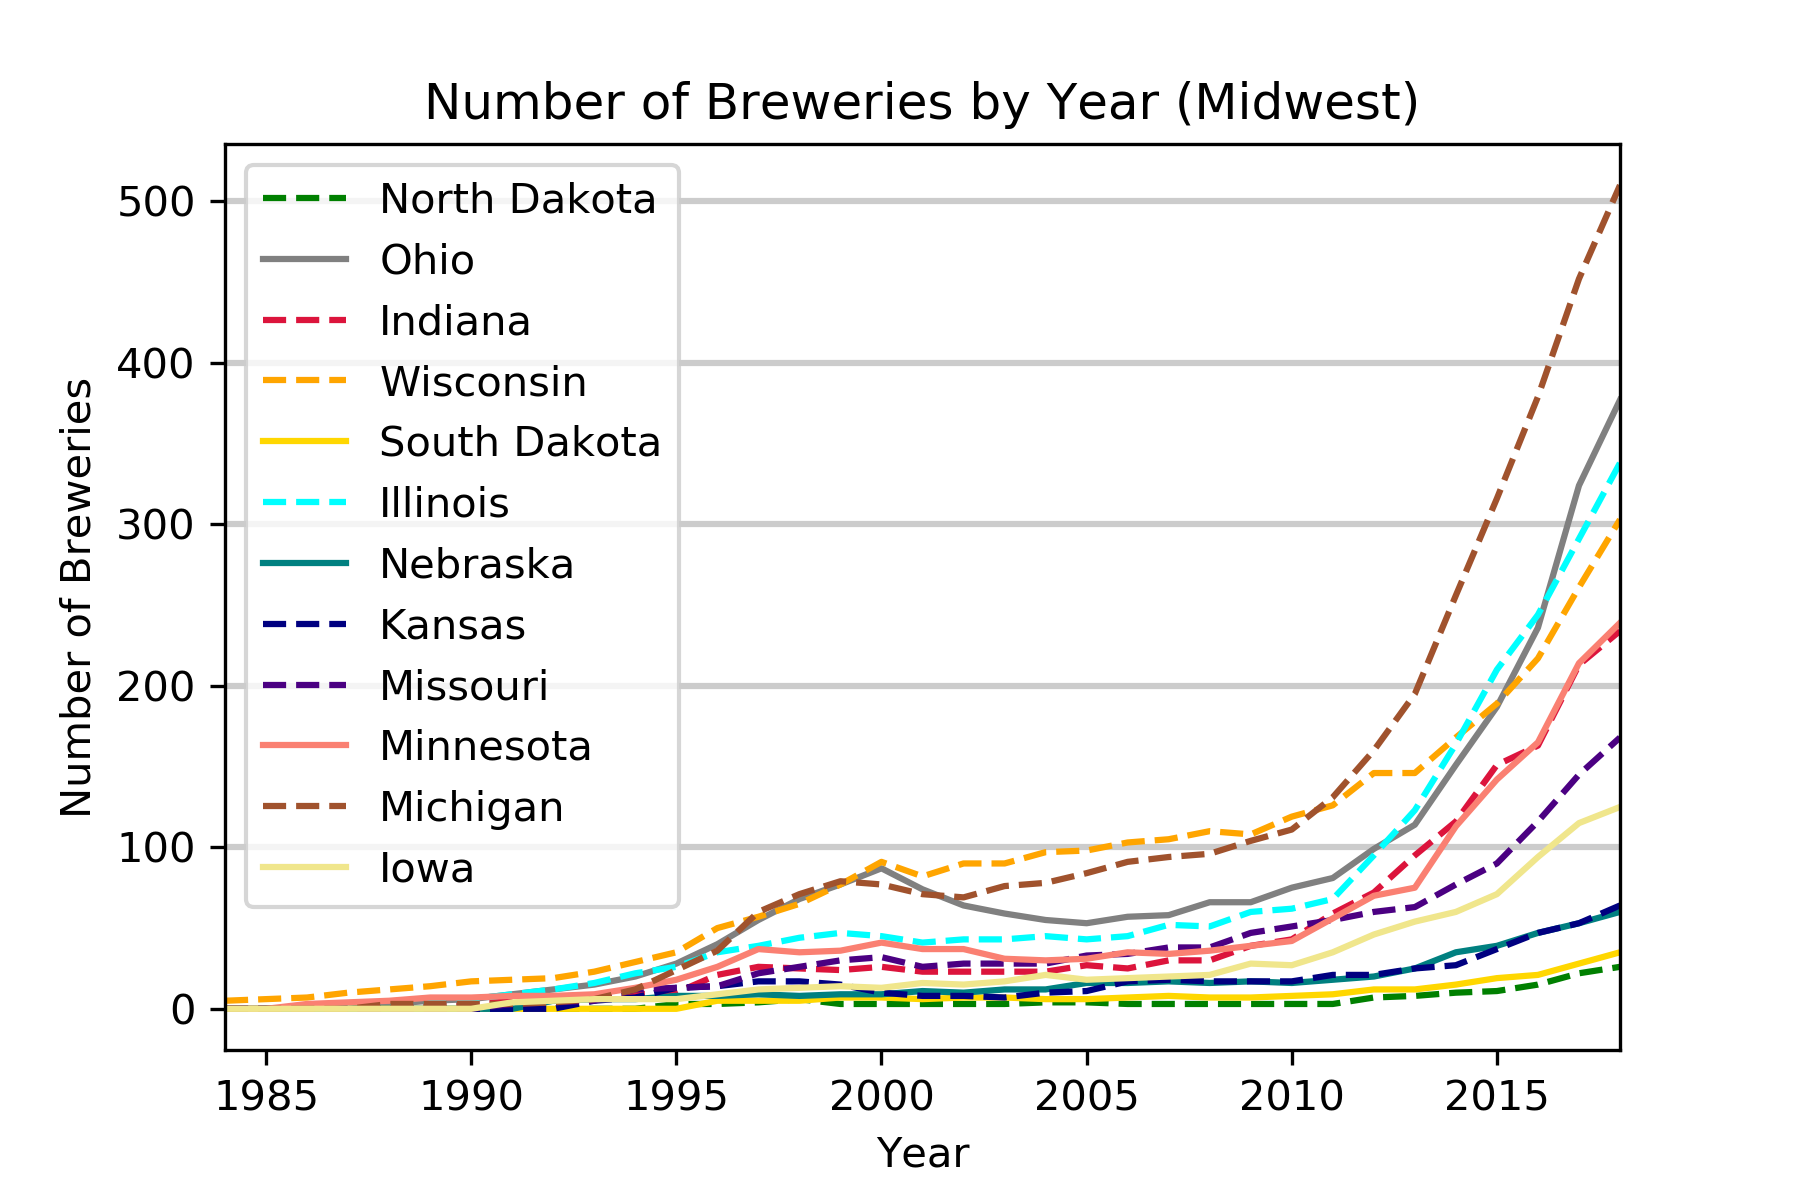 Number of Breweries by Year (Midwest)
Number of Breweries
500
400
300
200
100
0
North Dakota
Ohio
Indiana
Wisconsin
South Dakota
Illinois
Nebraska
Kansas
Missouri
Minnesota
Michigan
Iowa
1985 1990 1995 2000 2005 2010 2015
Year